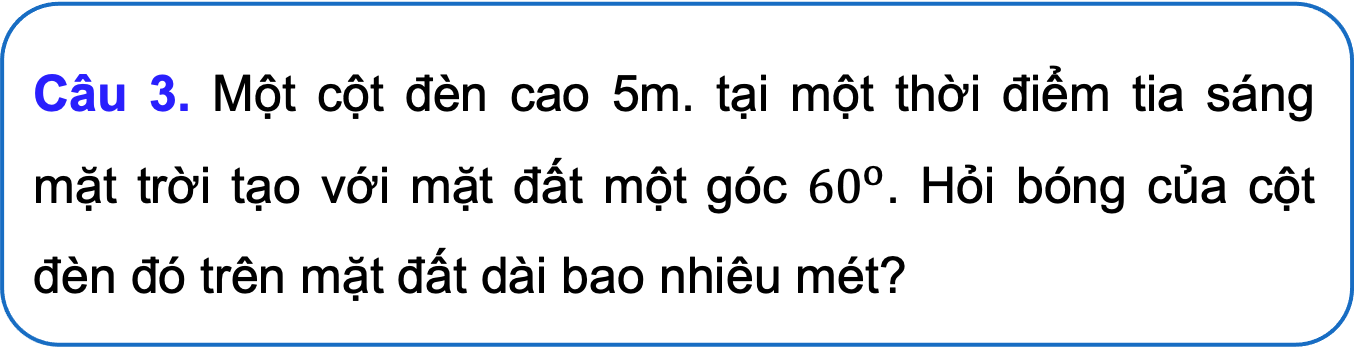 Câu 3. Một cột đèn cao 5m. tại một thời điểm tia sáng
mặt trời tạo với mặt đất một góc 60⁰. Hỏi bóng của cột
đèn đó trên mặt đất dài bao nhiêu mét?